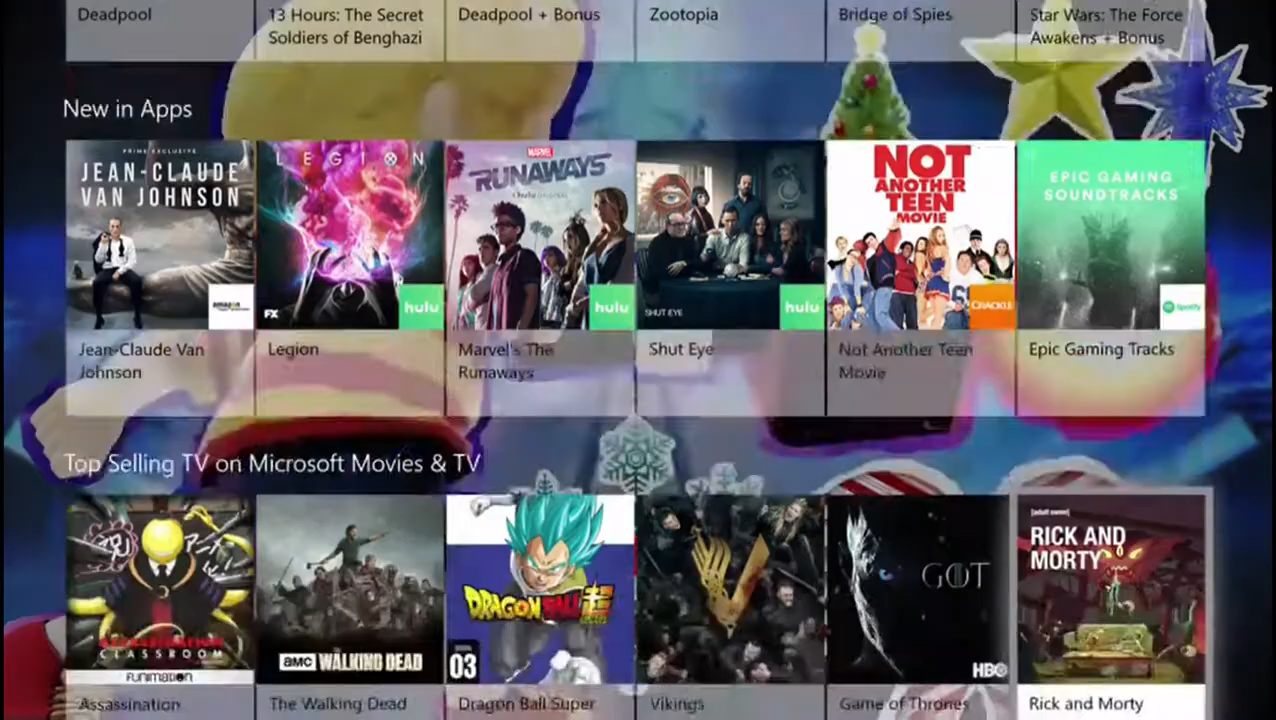 Deadpool
13 Hours: The Secret
Soldiers of Benghazi
Deadpool + Bonus
Zootopia
Bridge of Spies
Star Wars: The Force
Awakens + Bonus
New in Apps
PRIME EXCLUSIVE
JEAN-CLAUDE
VAN JOHNSON
amazon
Jean-Claude Van
Johnson
LEGION
FX
hulu
Legion
MARVEL
RUNAWAYS
hulu
Marvel's The
Runaways
SHUT EYE
hulu
Shut Eye
NOT
ANOTHER
TEEN
MOVIE
CRACKLE
Not Another Teen
Movie
EPIC GAMING
SOUNDTRACKS
Spotify
Epic Gaming Tracks
Top Selling TV on Microsoft Movies & TV
ASSASSINATION
CLASSROOM
FUNIMATION
Assassination
amc WALKING DEAD
The Walking Dead
DRAGON BALL SUPER
03
Dragon Ball Super
Vikings
GOT
HBO
Game of Thrones
[adult swim]
RICK AND
MORTY
Rick and Morty